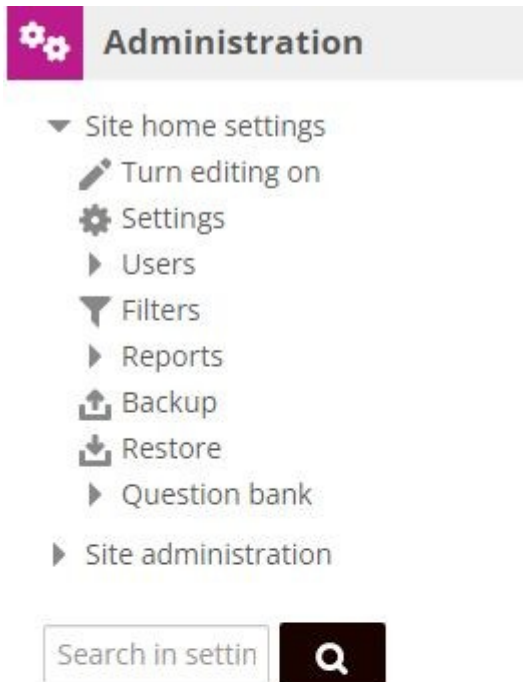 Administration
Site home settings
Turn editing on
Settings
Users
Filters
Reports
Backup
Restore
Question bank
Site administration
Search in settin